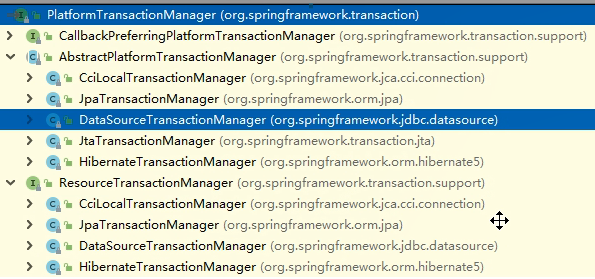 PlatformTransactionManager (org.springframework.transaction)
CallbackPreferringPlatformTransactionManager (org.springframework.transaction.support)
AbstractPlatformTransactionManager (org.springframework.transaction.support)
CciLocalTransactionManager (org.springframework.jca.cci.connection)
JpaTransactionManager (org.springframework.orm.jpa)
DataSourceTransactionManager (org.springframework.jdbc.datasource)
JtaTransactionManager (org.springframework.transaction.jta)
HibernateTransactionManager (org.springframework.orm.hibernate5)
ResourceTransactionManager (org.springframework.transaction.support)
CciLocalTransactionManager (org.springframework.jca.cci.connection)
JpaTransactionManager (org.springframework.orm.jpa)
DataSourceTransactionManager (org.springframework.jdbc.datasource)
HibernateTransactionManager (org.springframework.orm.hibernate5)